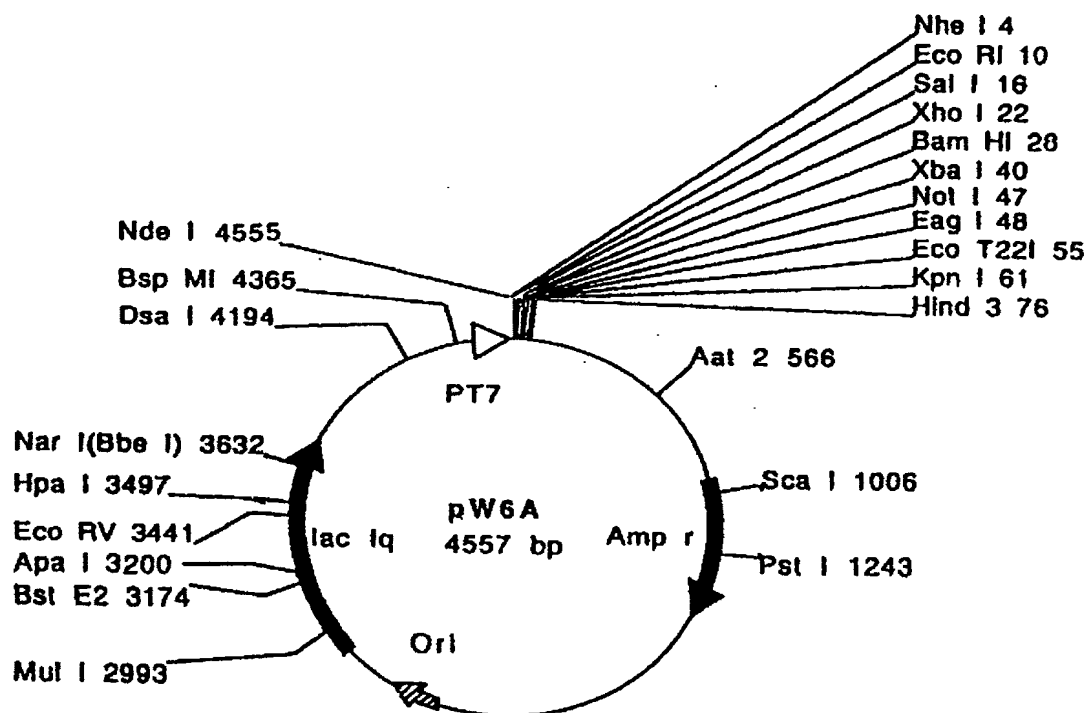 Nhe I 4
Eco RI 10
Sal I 16
Xho I 22
Bam HI 28
Xba I 40
Not I 47
Eag I 48
Eco T22I 55
Kpn I 61
Hind 3 76
Nde I 4555
Bsp MI 4365
Dsa I 4194
Aat 2 566
PT7
Nar I(Bbe I) 3632
Hpa I 3497
Eco RV 3441
Apa I 3200
Bst E2 3174
Mul I 2993
lac Iq
pW6A
4557 bp
Amp r
Sca I 1006
Pst I 1243
Ori